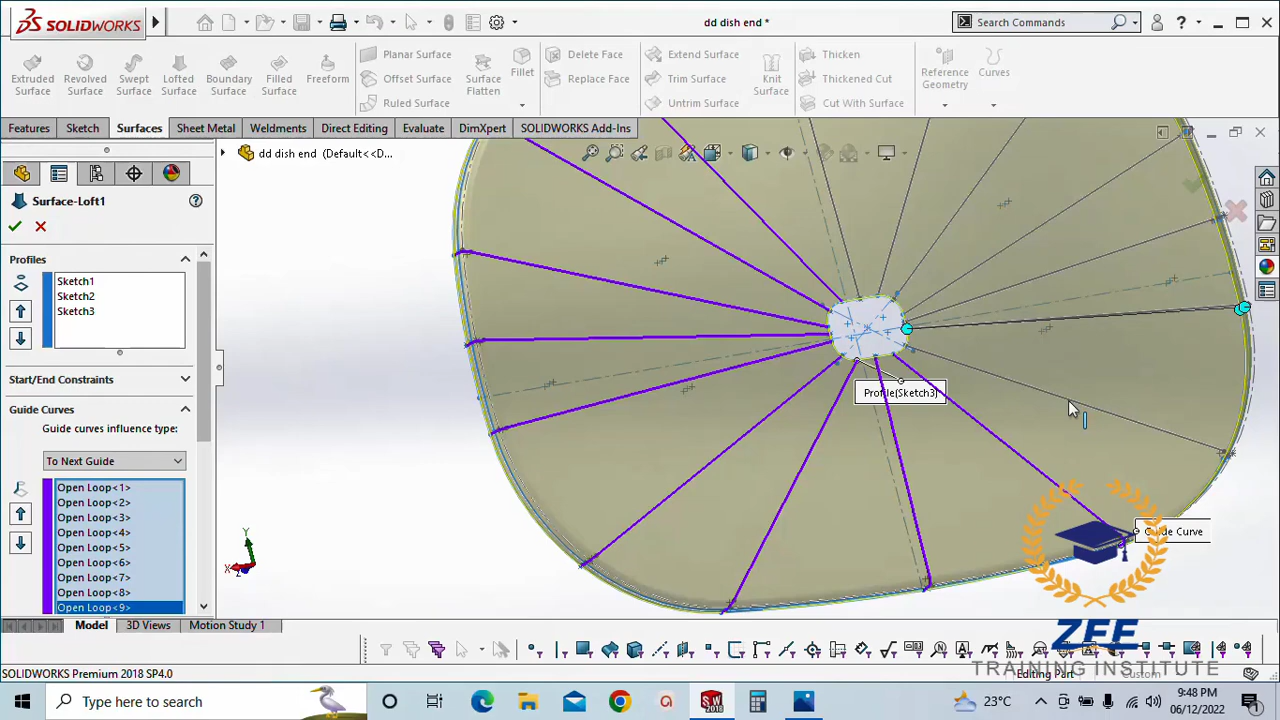 SOLIDWORKS
dd dish end *
Search Commands
Extruded Surface
Revolved Surface
Swept Surface
Lofted Surface
Boundary Surface
Filled Surface
Freeform
Planar Surface
Offset Surface
Ruled Surface
Surface Flatten
Fillet
Delete Face
Replace Face
Extend Surface
Trim Surface
Untrim Surface
Knit Surface
Thicken
Thickened Cut
Cut With Surface
Reference Geometry
Curves
Features
Sketch
Surfaces
Sheet Metal
Weldments
Direct Editing
Evaluate
DimXpert
SOLIDWORKS Add-Ins
dd dish end (Default<<D...
Surface-Loft1
Profiles
Sketch1
Sketch2
Sketch3
Start/End Constraints
Guide Curves
Guide curves influence type:
To Next Guide
Open Loop<1>
Open Loop<2>
Open Loop<3>
Open Loop<4>
Open Loop<5>
Open Loop<6>
Open Loop<7>
Open Loop<8>
Open Loop<9>
Profile(Sketch3)
Guide Curve
Y
X
Z
Model
3D Views
Motion Study 1
ZEE
TRAINING INSTITUTE
SOLIDWORKS Premium 2018 SP4.0
Editing Part
Custom
Type here to search
SW
2018
23°C
9:48 PM
06/12/2022
1